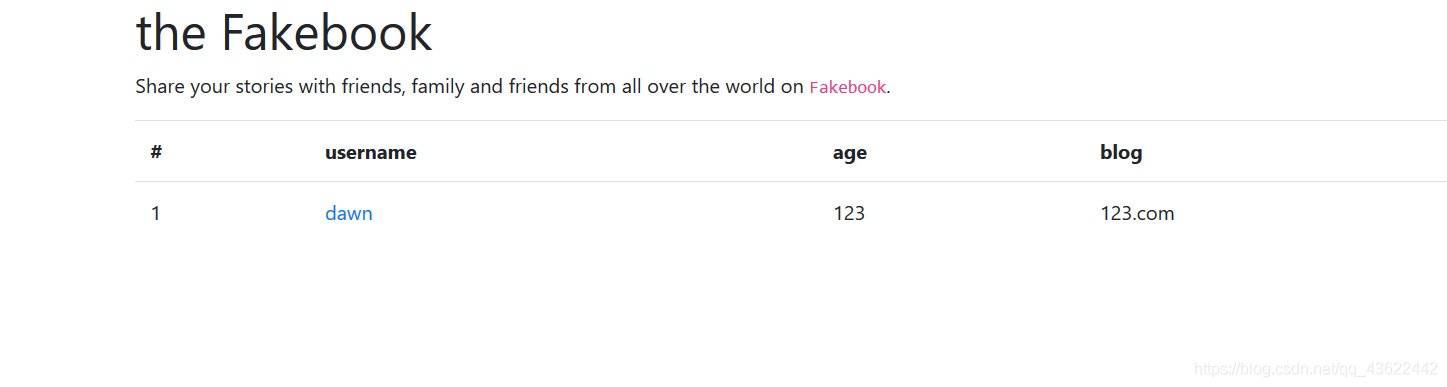 the Fakebook
Share your stories with friends, family and friends from all over the world on Fakebook.
# username age blog
1 dawn 123 123.com
https://blog.csdn.net/qq_43622442